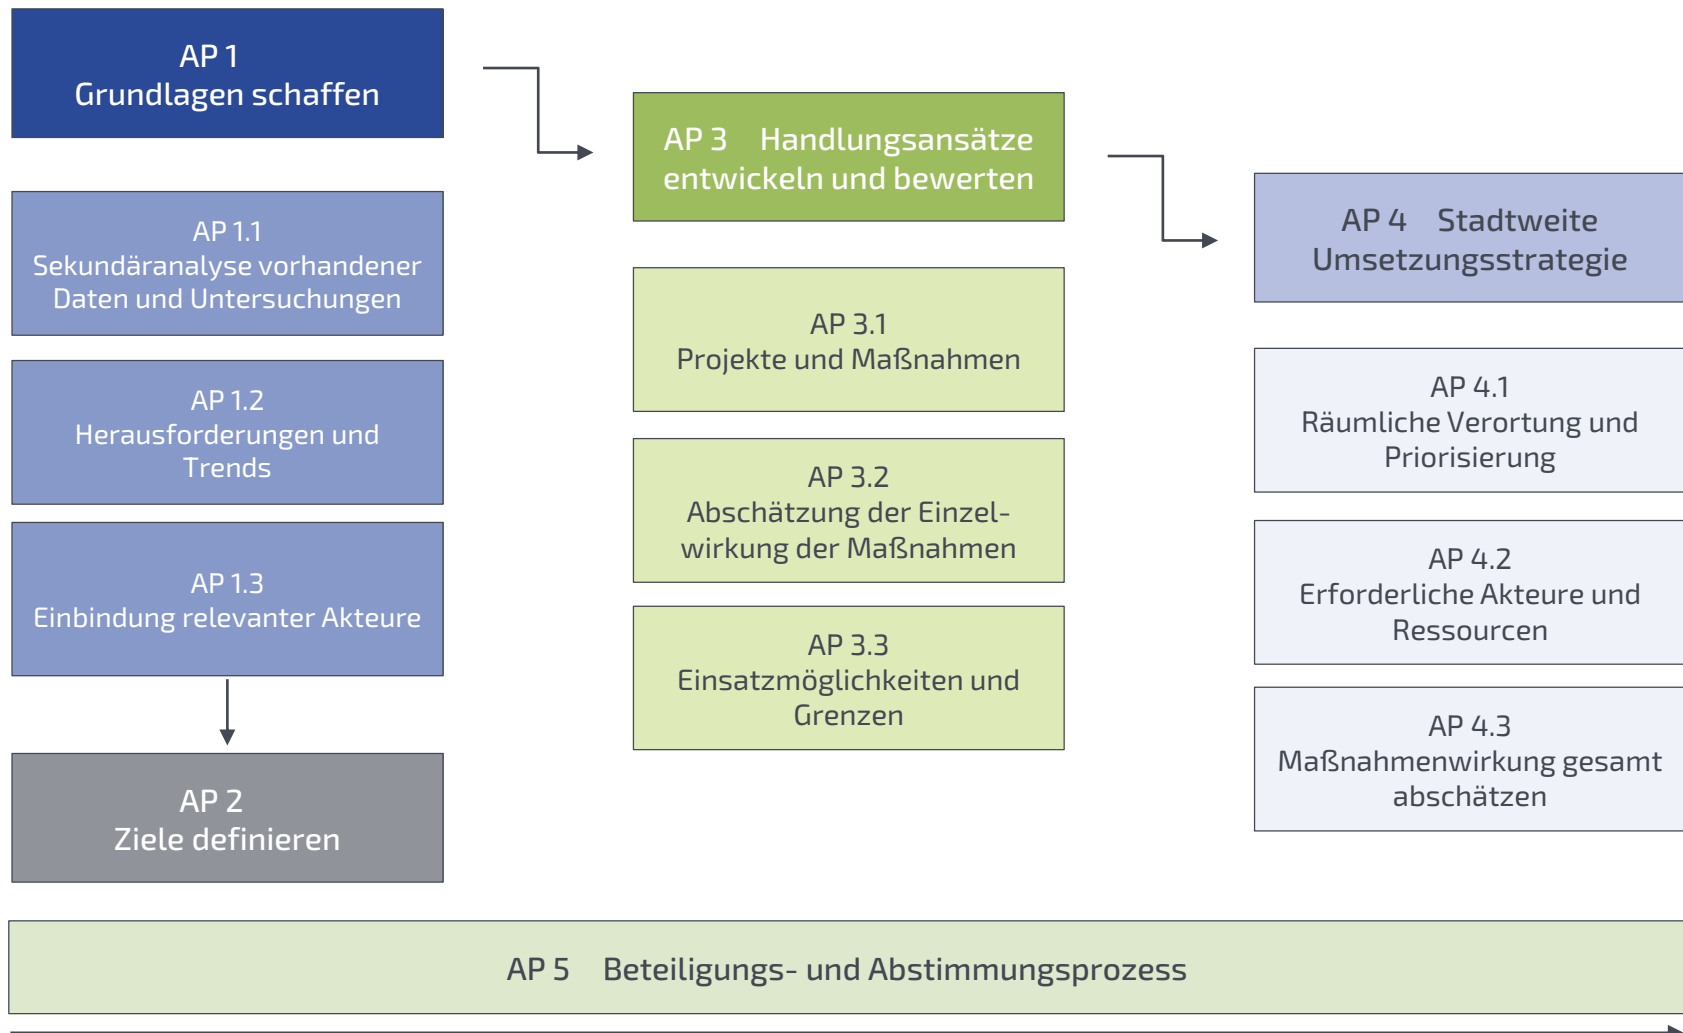 AP 1
Grundlagen schaffen
AP 1.1
Sekundäranalyse vorhandener
Daten und Untersuchungen
AP 1.2
Herausforderungen und
Trends
AP 1.3
Einbindung relevanter Akteure
AP 2
Ziele definieren
AP 3 Handlungsansätze
entwickeln und bewerten
AP 3.1
Projekte und Maßnahmen
AP 3.2
Abschätzung der Einzel-
wirkung der Maßnahmen
AP 3.3
Einsatzmöglichkeiten und
Grenzen
AP 4 Stadtweite
Umsetzungsstrategie
AP 4.1
Räumliche Verortung und
Priorisierung
AP 4.2
Erforderliche Akteure und
Ressourcen
AP 4.3
Maßnahmenwirkung gesamt
abschätzen
AP 5 Beteiligungs- und Abstimmungsprozess